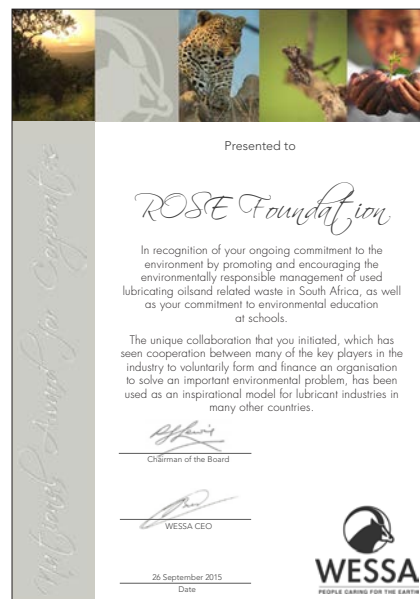 Presented to
ROSE Foundation
In recognition of your ongoing commitment to the
environment by promoting and encouraging the
environmentally responsible management of used
lubricating oilsand related waste in South Africa, as well
as your commitment to environmental education
at schools.
The unique collaboration that you initiated, which has
seen cooperation between many of the key players in the
industry to voluntarily form and finance an organisation
to solve an important environmental problem, has been
used as an inspirational model for lubricant industries in
many other countries.
Chairman of the Board
WESSA CEO
26 September 2015
Date
WESSA
PEOPLE CARING FOR THE EARTH
National Award for Corporates